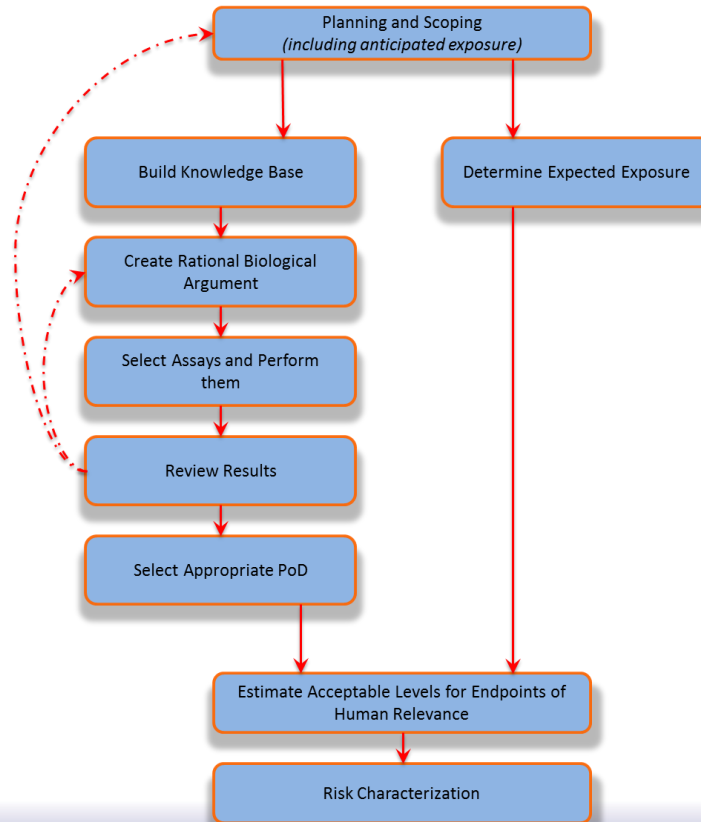 Planning and Scoping
(including anticipated exposure)
Build Knowledge Base
Determine Expected Exposure
Create Rational Biological
Argument
Select Assays and Perform
them
Review Results
Select Appropriate PoD
Estimate Acceptable Levels for Endpoints of
Human Relevance
Risk Characterization